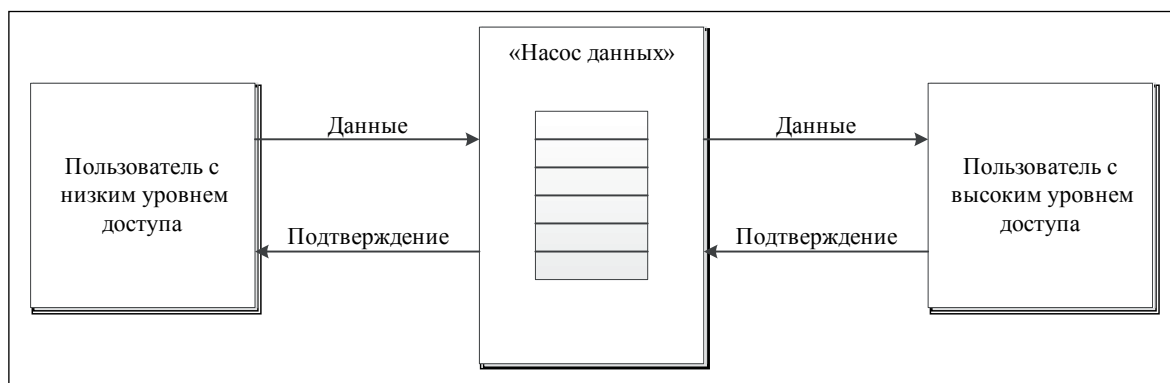 «Насос данных»
Данные
Данные
Пользователь с
низким уровнем
доступа
Пользователь с
высоким уровнем
доступа
Подтверждение
Подтверждение